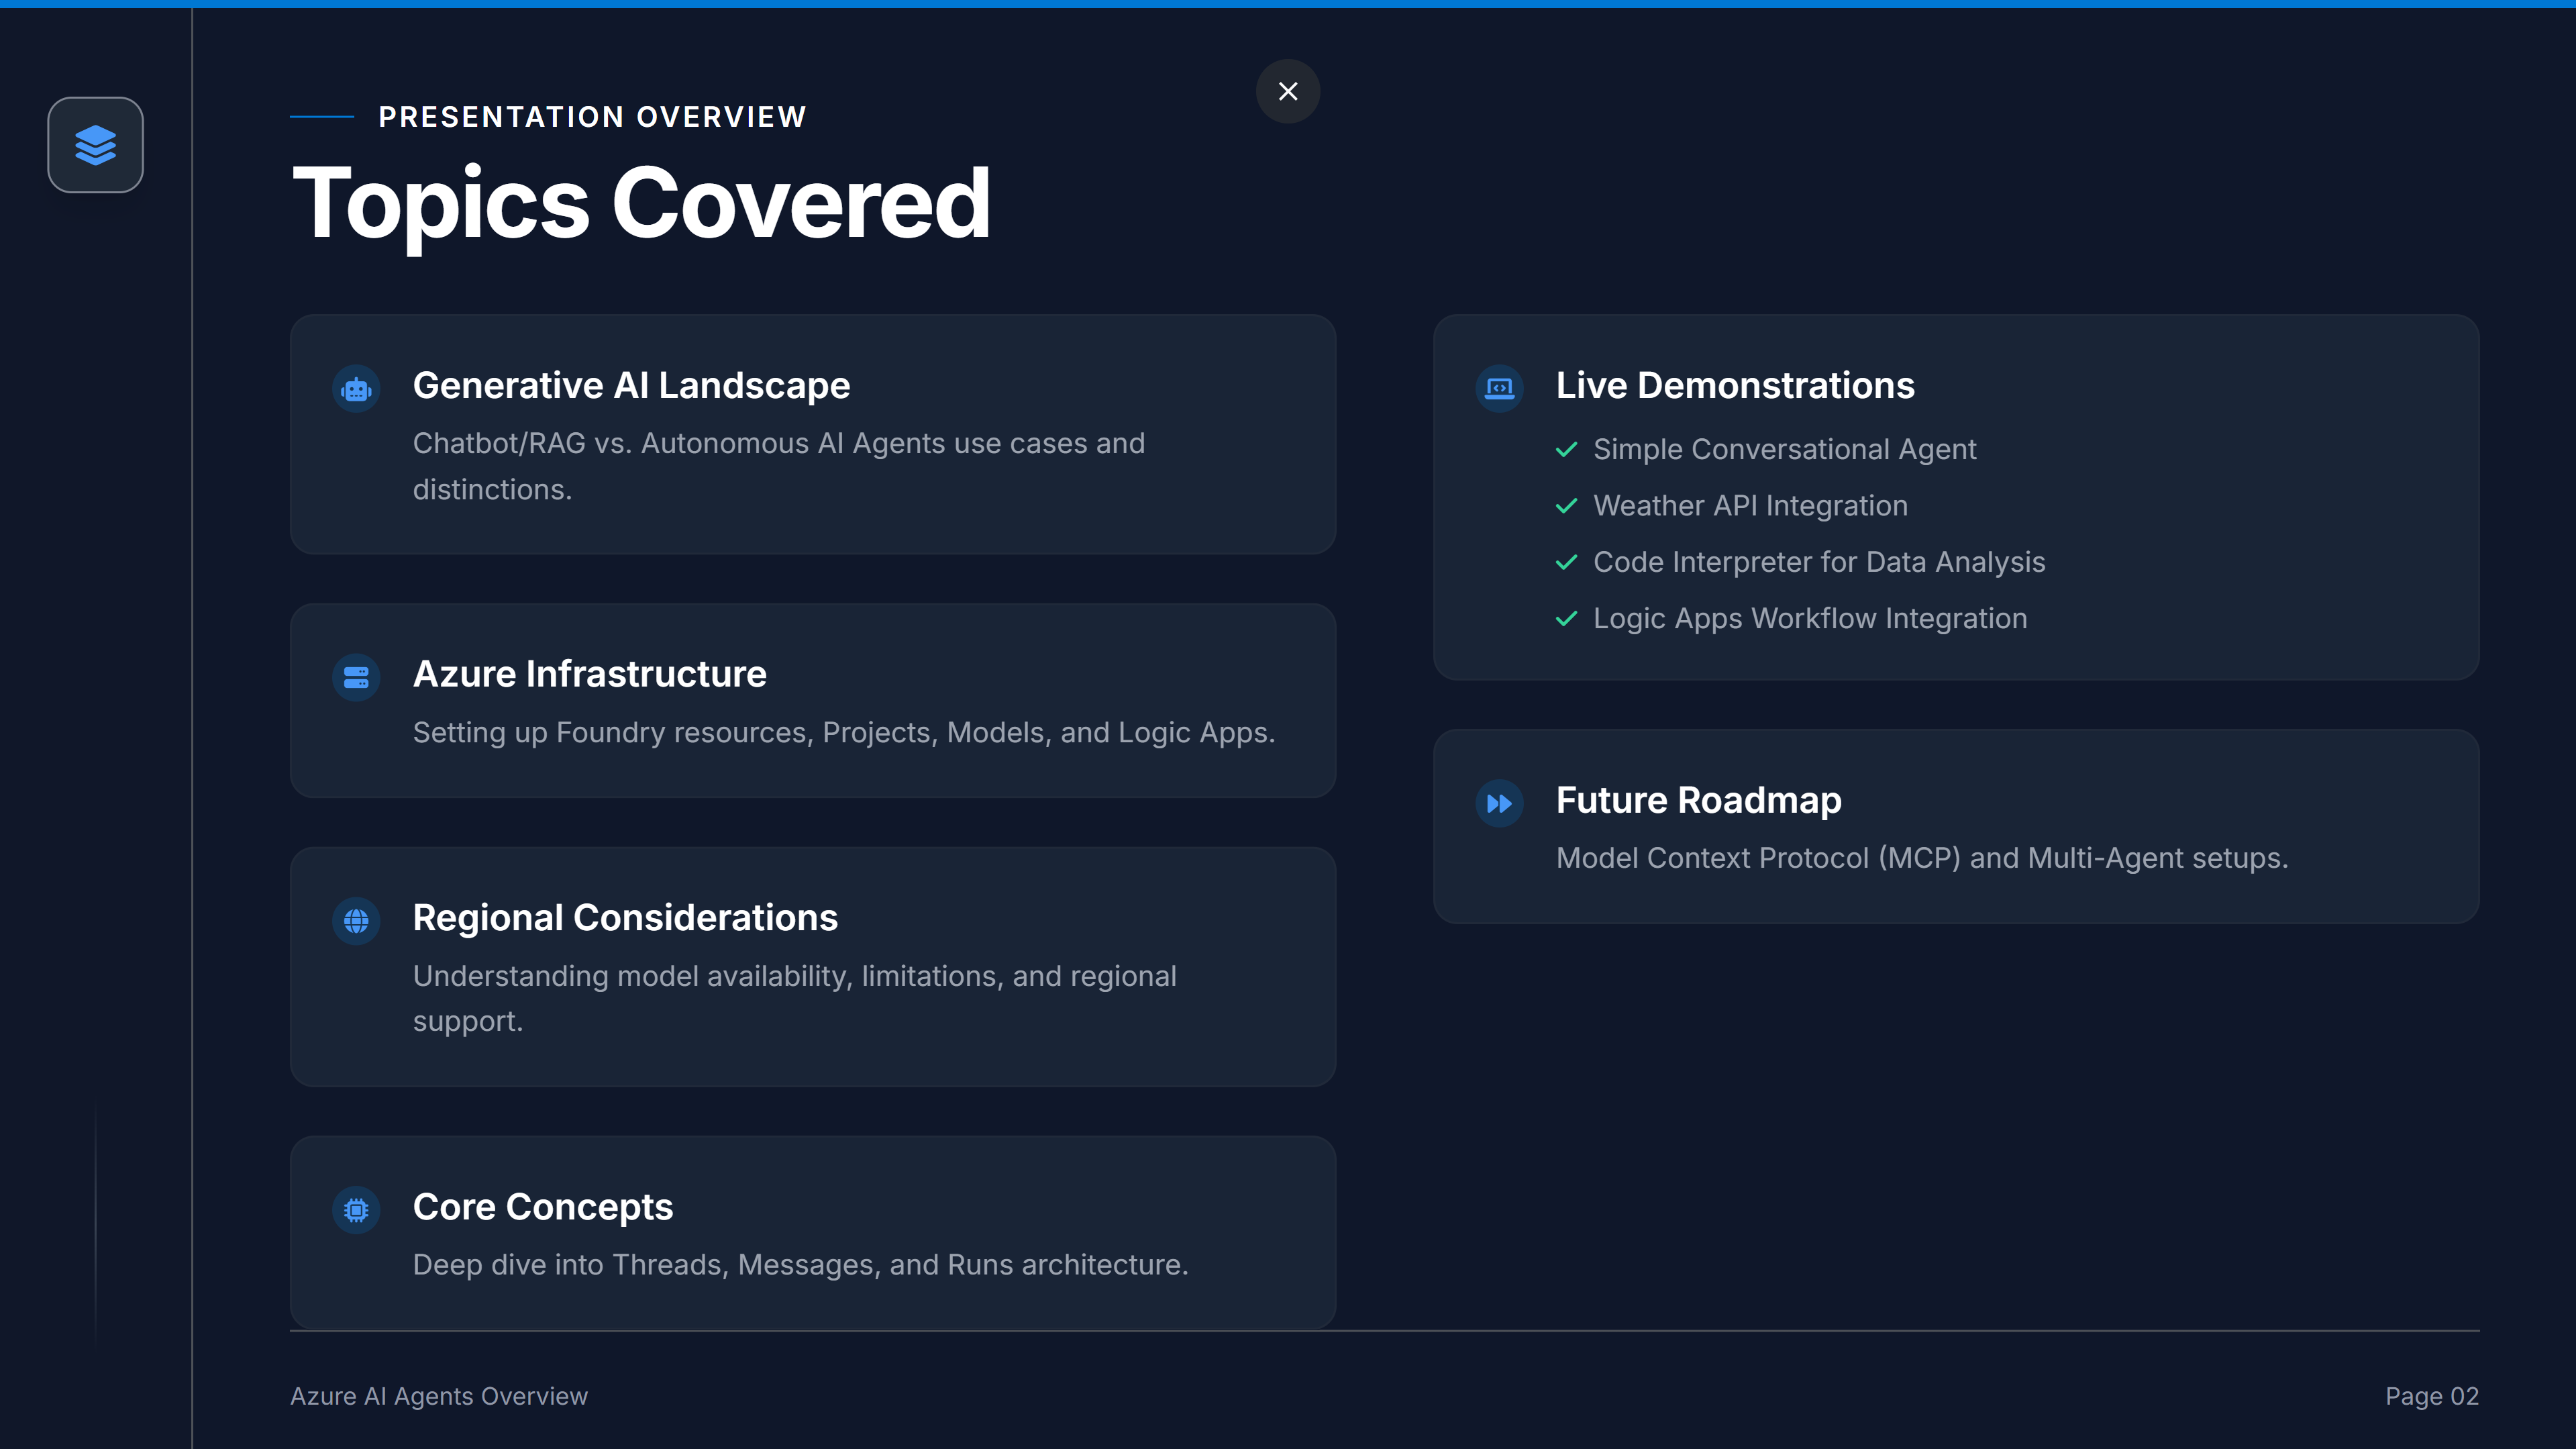 PRESENTATION OVERVIEW
Topics Covered
Generative AI Landscape
Chatbot/RAG vs. Autonomous AI Agents use cases and
distinctions.
Azure Infrastructure
Setting up Foundry resources, Projects, Models, and Logic Apps.
Regional Considerations
Understanding model availability, limitations, and regional
support.
Core Concepts
Deep dive into Threads, Messages, and Runs architecture.
Live Demonstrations
Simple Conversational Agent
Weather API Integration
Code Interpreter for Data Analysis
Logic Apps Workflow Integration
Future Roadmap
Model Context Protocol (MCP) and Multi-Agent setups.
Azure AI Agents Overview
Page 02